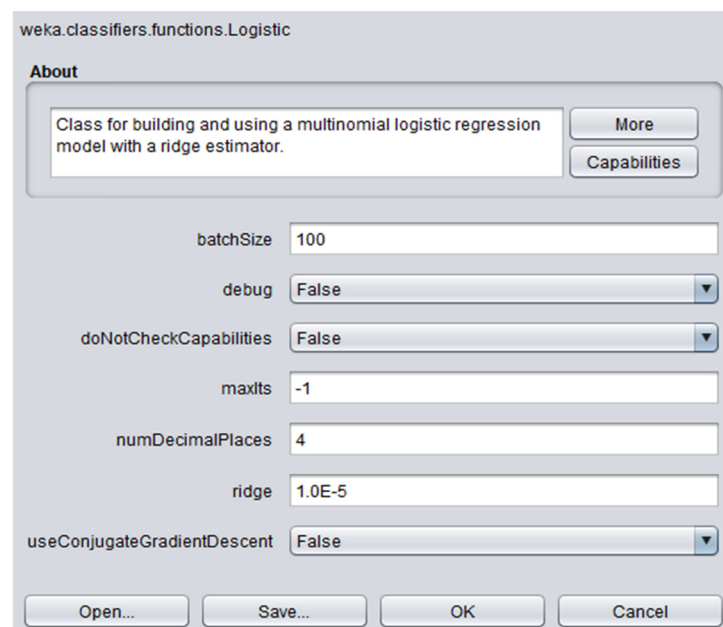 weka.classifiers.functions.Logistic
About
Class for building and using a multinomial logistic regression
model with a ridge estimator.
More
Capabilities
batchSize 100
debug False
doNotCheckCapabilities False
maxIts -1
numDecimalPlaces 4
ridge 1.0E-5
useConjugateGradientDescent False
Open... Save... OK Cancel